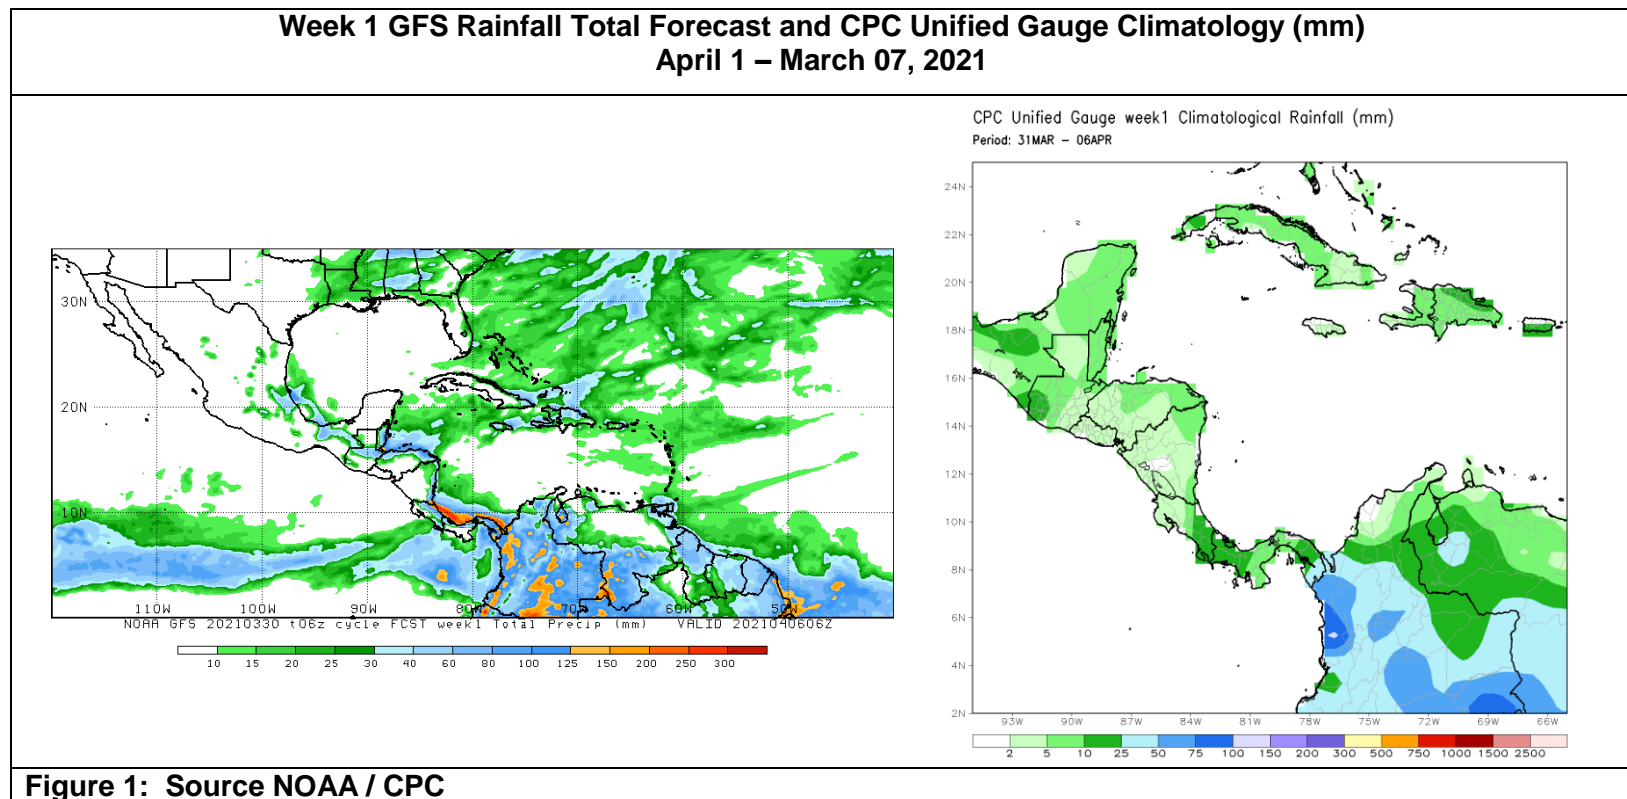 Week 1 GFS Rainfall Total Forecast and CPC Unified Gauge Climatology (mm)
April 1 – March 07, 2021
CPC Unified Gauge week1 Climatological Rainfall (mm)
Period: 31MAR – 06APR
30N
20N
10N
110W 100W 90W 80W 70W 60W 50W
NOAA GFS 20210330 t06z cycle FCST week1 Total Precip (mm) VALID 2021040606Z
10 15 20 25 30 40 60 80 100 125 150 200 250 300
24N
22N
20N
18N
16N
14N
12N
10N
8N
6N
4N
2N
93W 90W 87W 84W 81W 78W 75W 72W 69W 66W
2 5 10 25 50 75 100 150 200 300 500 750 1000 1500 2500
Figure 1: Source NOAA / CPC